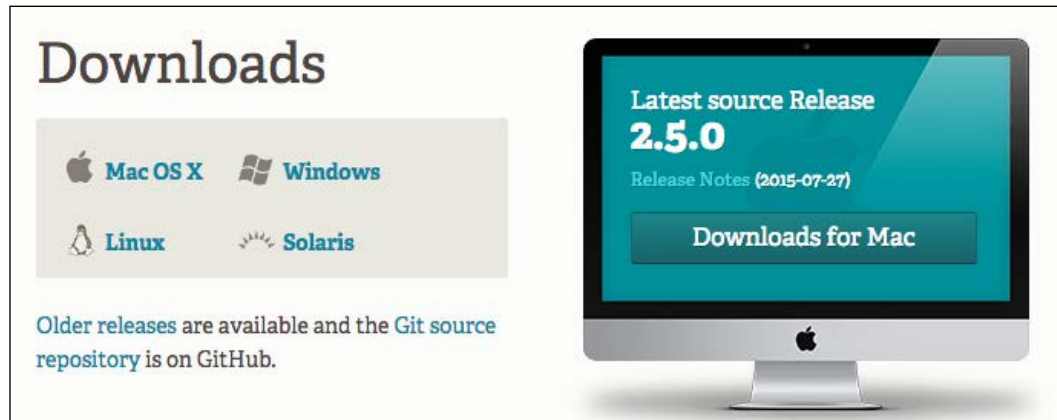 Downloads
Mac OS X
Windows
Linux
Solaris
Older releases are available and the Git source
repository is on GitHub.
Latest source Release
2.5.0
Release Notes (2015-07-27)
Downloads for Mac